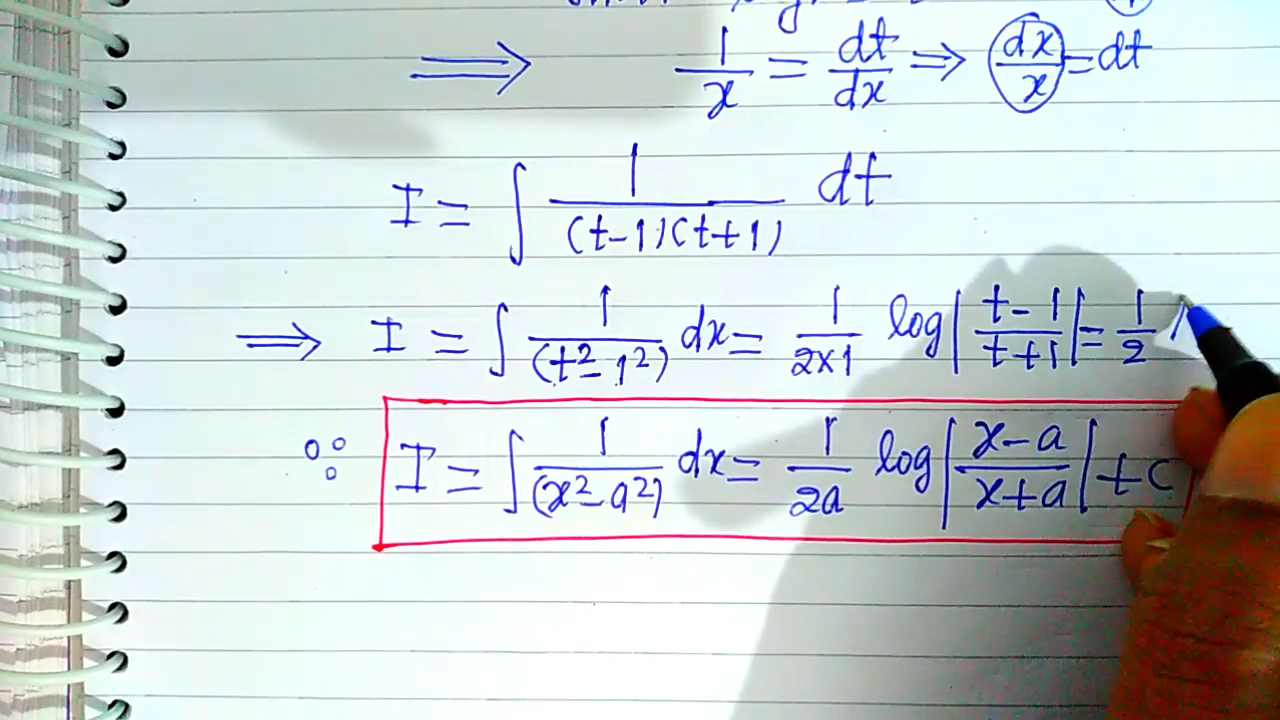 ⟹ 1/x = dt/dx ⟹ dx/x = dt
I = ∫ 1/((t-1)(t+1)) dt
⟹ I = ∫ 1/(t²-1²) dx = 1/(2×1) log|(t-1)/(t+1)| = 1/2
∵ I = ∫ 1/(x²-a²) dx = 1/(2a) log|(x-a)/(x+a)| + c